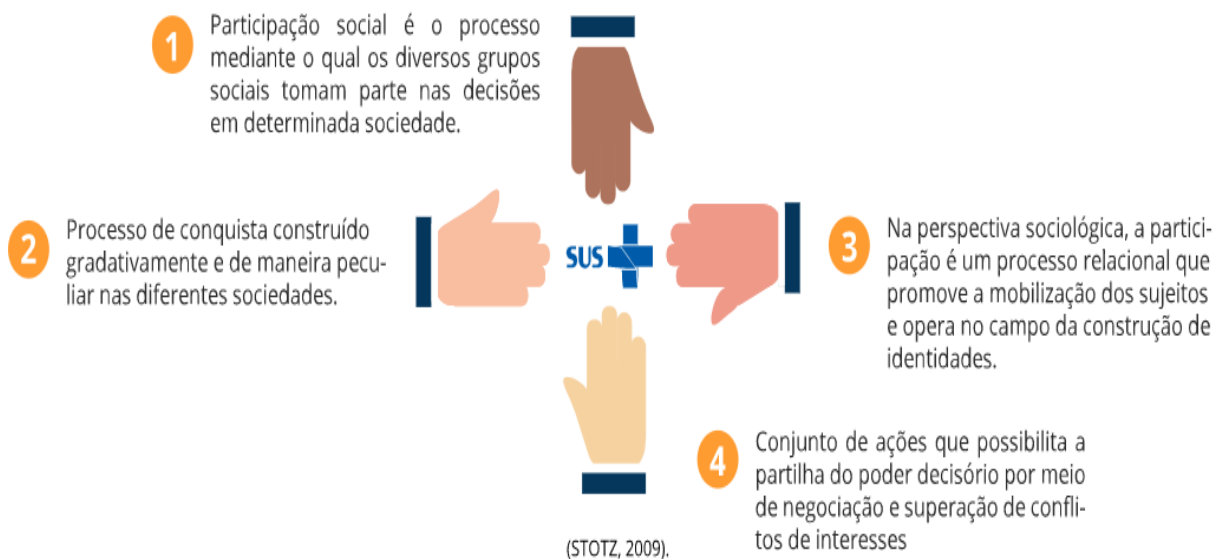 1
Participação social é o processo
mediante o qual os diversos grupos
sociais tomam parte nas decisões
em determinada sociedade.
2
Processo de conquista construído
gradativamente e de maneira pecu-
liar nas diferentes sociedades.
SUS
3
Na perspectiva sociológica, a partici-
pação é um processo relacional que
promove a mobilização dos sujeitos
e opera no campo da construção de
identidades.
4
Conjunto de ações que possibilita a
partilha do poder decisório por meio
de negociação e superação de confli-
tos de interesses
(STOTZ, 2009).